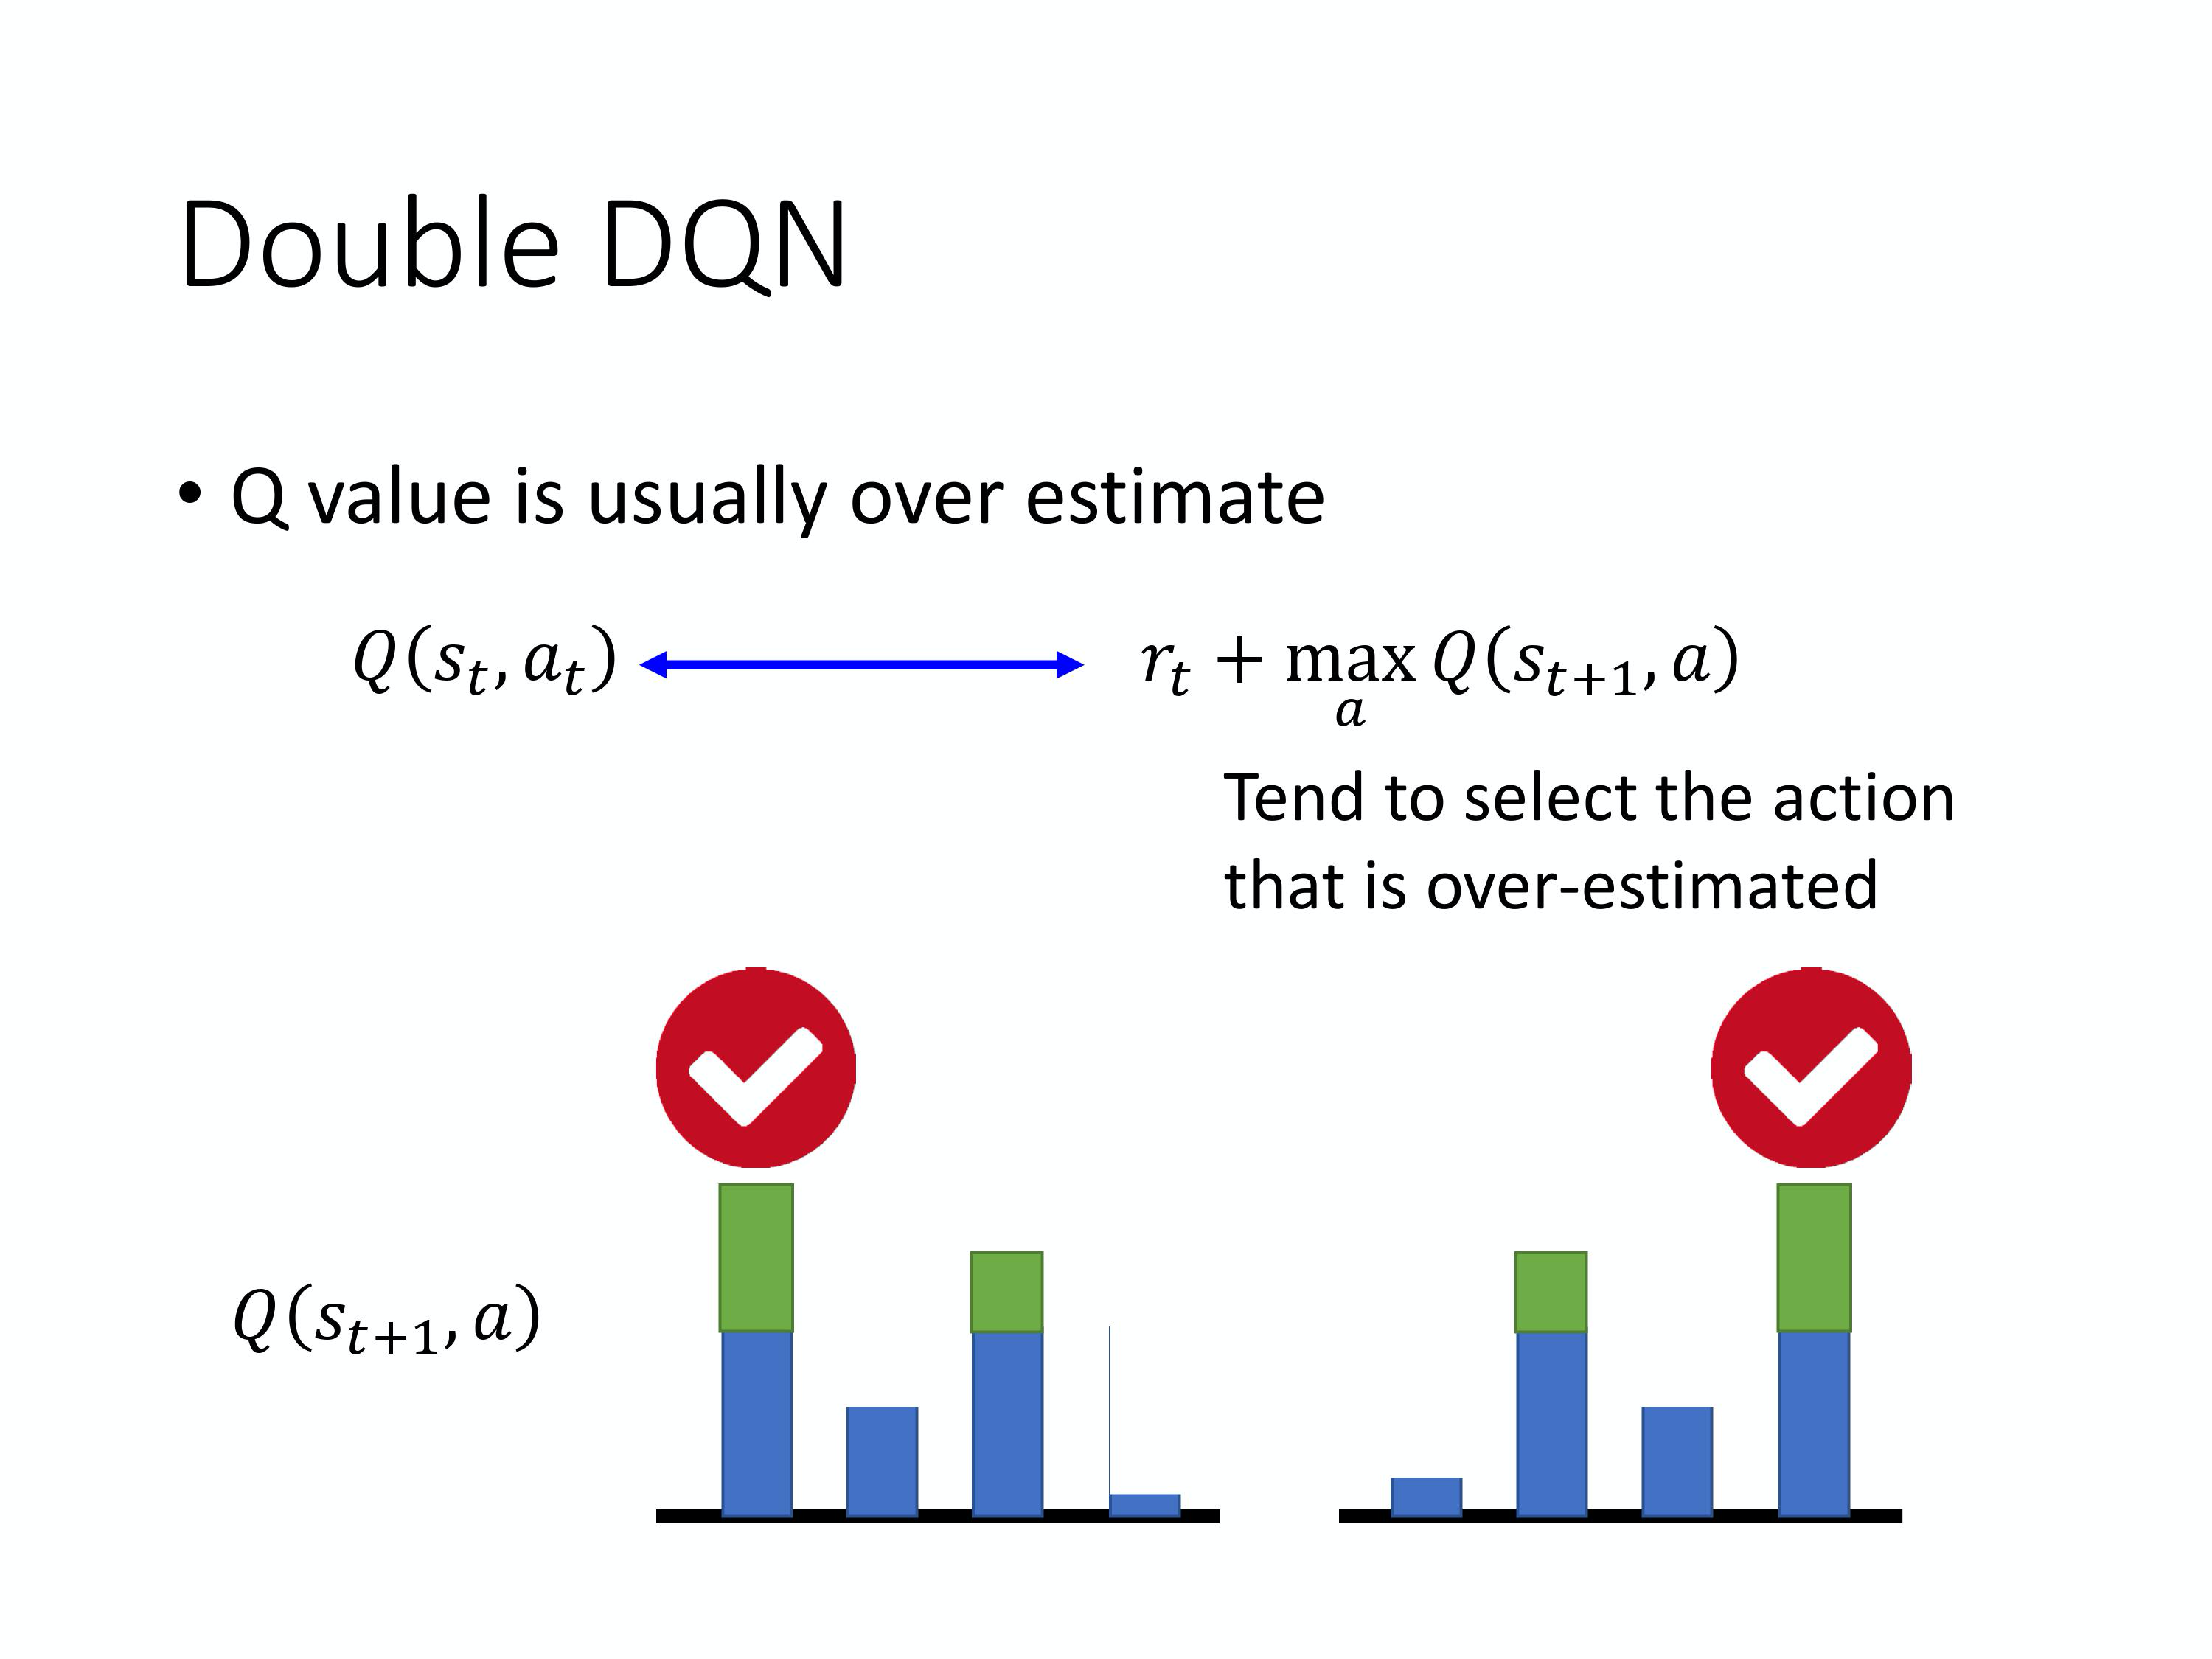 Double DQN
• Q value is usually over estimate
Q(s_t, a_t) r_t + max_a Q(s_{t+1}, a)
Tend to select the action
that is over-estimated
Q(s_{t+1}, a)